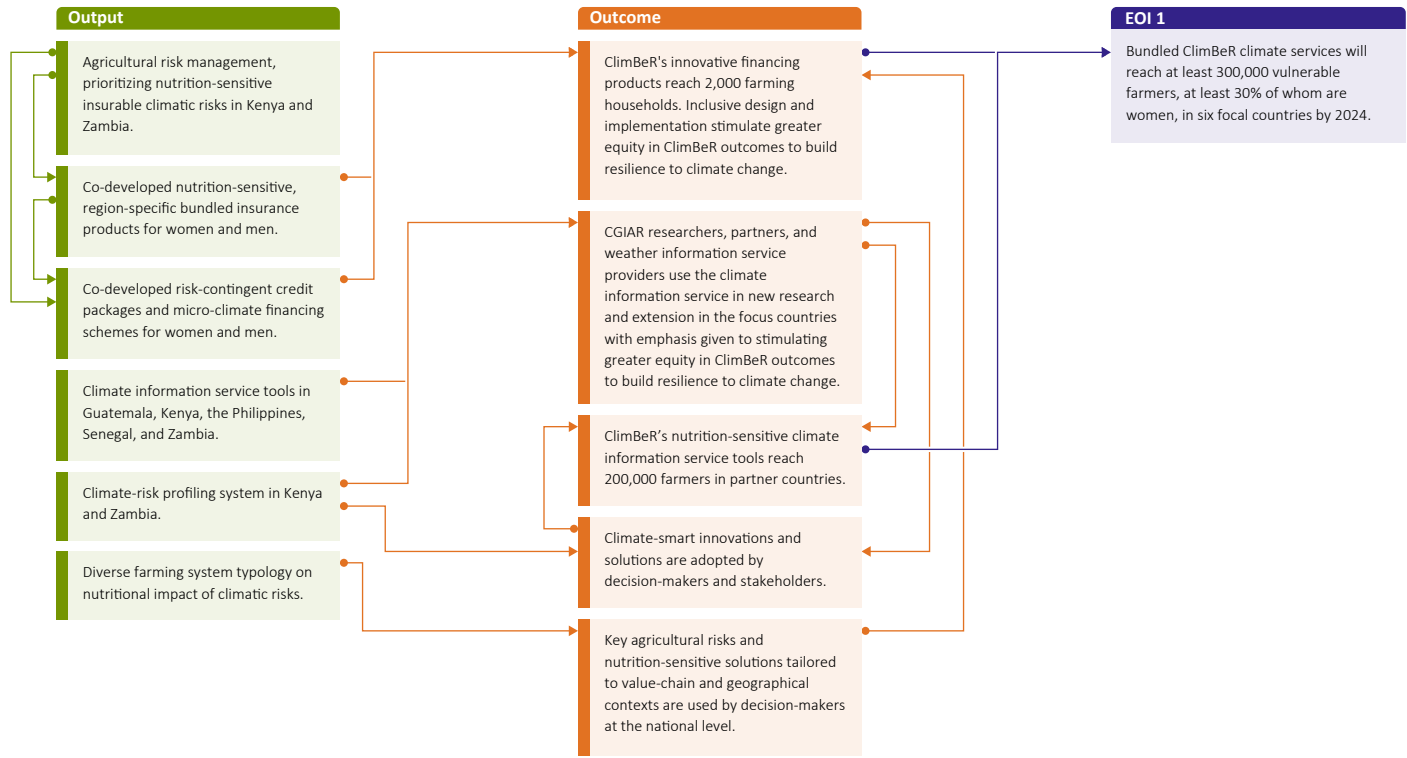 Output
Agricultural risk management,
prioritizing nutrition-sensitive
insurable climatic risks in Kenya and
Zambia.
Co-developed nutrition-sensitive,
region-specific bundled insurance
products for women and men.
Co-developed risk-contingent credit
packages and micro-climate financing
schemes for women and men.
Climate information service tools in
Guatemala, Kenya, the Philippines,
Senegal, and Zambia.
Climate-risk profiling system in Kenya
and Zambia.
Diverse farming system typology on
nutritional impact of climatic risks.
Outcome
ClimBeR's innovative financing
products reach 2,000 farming
households. Inclusive design and
implementation stimulate greater
equity in ClimBeR outcomes to build
resilience to climate change.
CGIAR researchers, partners, and
weather information service
providers use the climate
information service in new research
and extension in the focus countries
with emphasis given to stimulating
greater equity in ClimBeR outcomes
to build resilience to climate change.
ClimBeR’s nutrition-sensitive climate
information service tools reach
200,000 farmers in partner countries.
Climate-smart innovations and
solutions are adopted by
decision-makers and stakeholders.
Key agricultural risks and
nutrition-sensitive solutions tailored
to value-chain and geographical
contexts are used by decision-makers
at the national level.
EOI 1
Bundled ClimBeR climate services will
reach at least 300,000 vulnerable
farmers, at least 30% of whom are
women, in six focal countries by 2024.